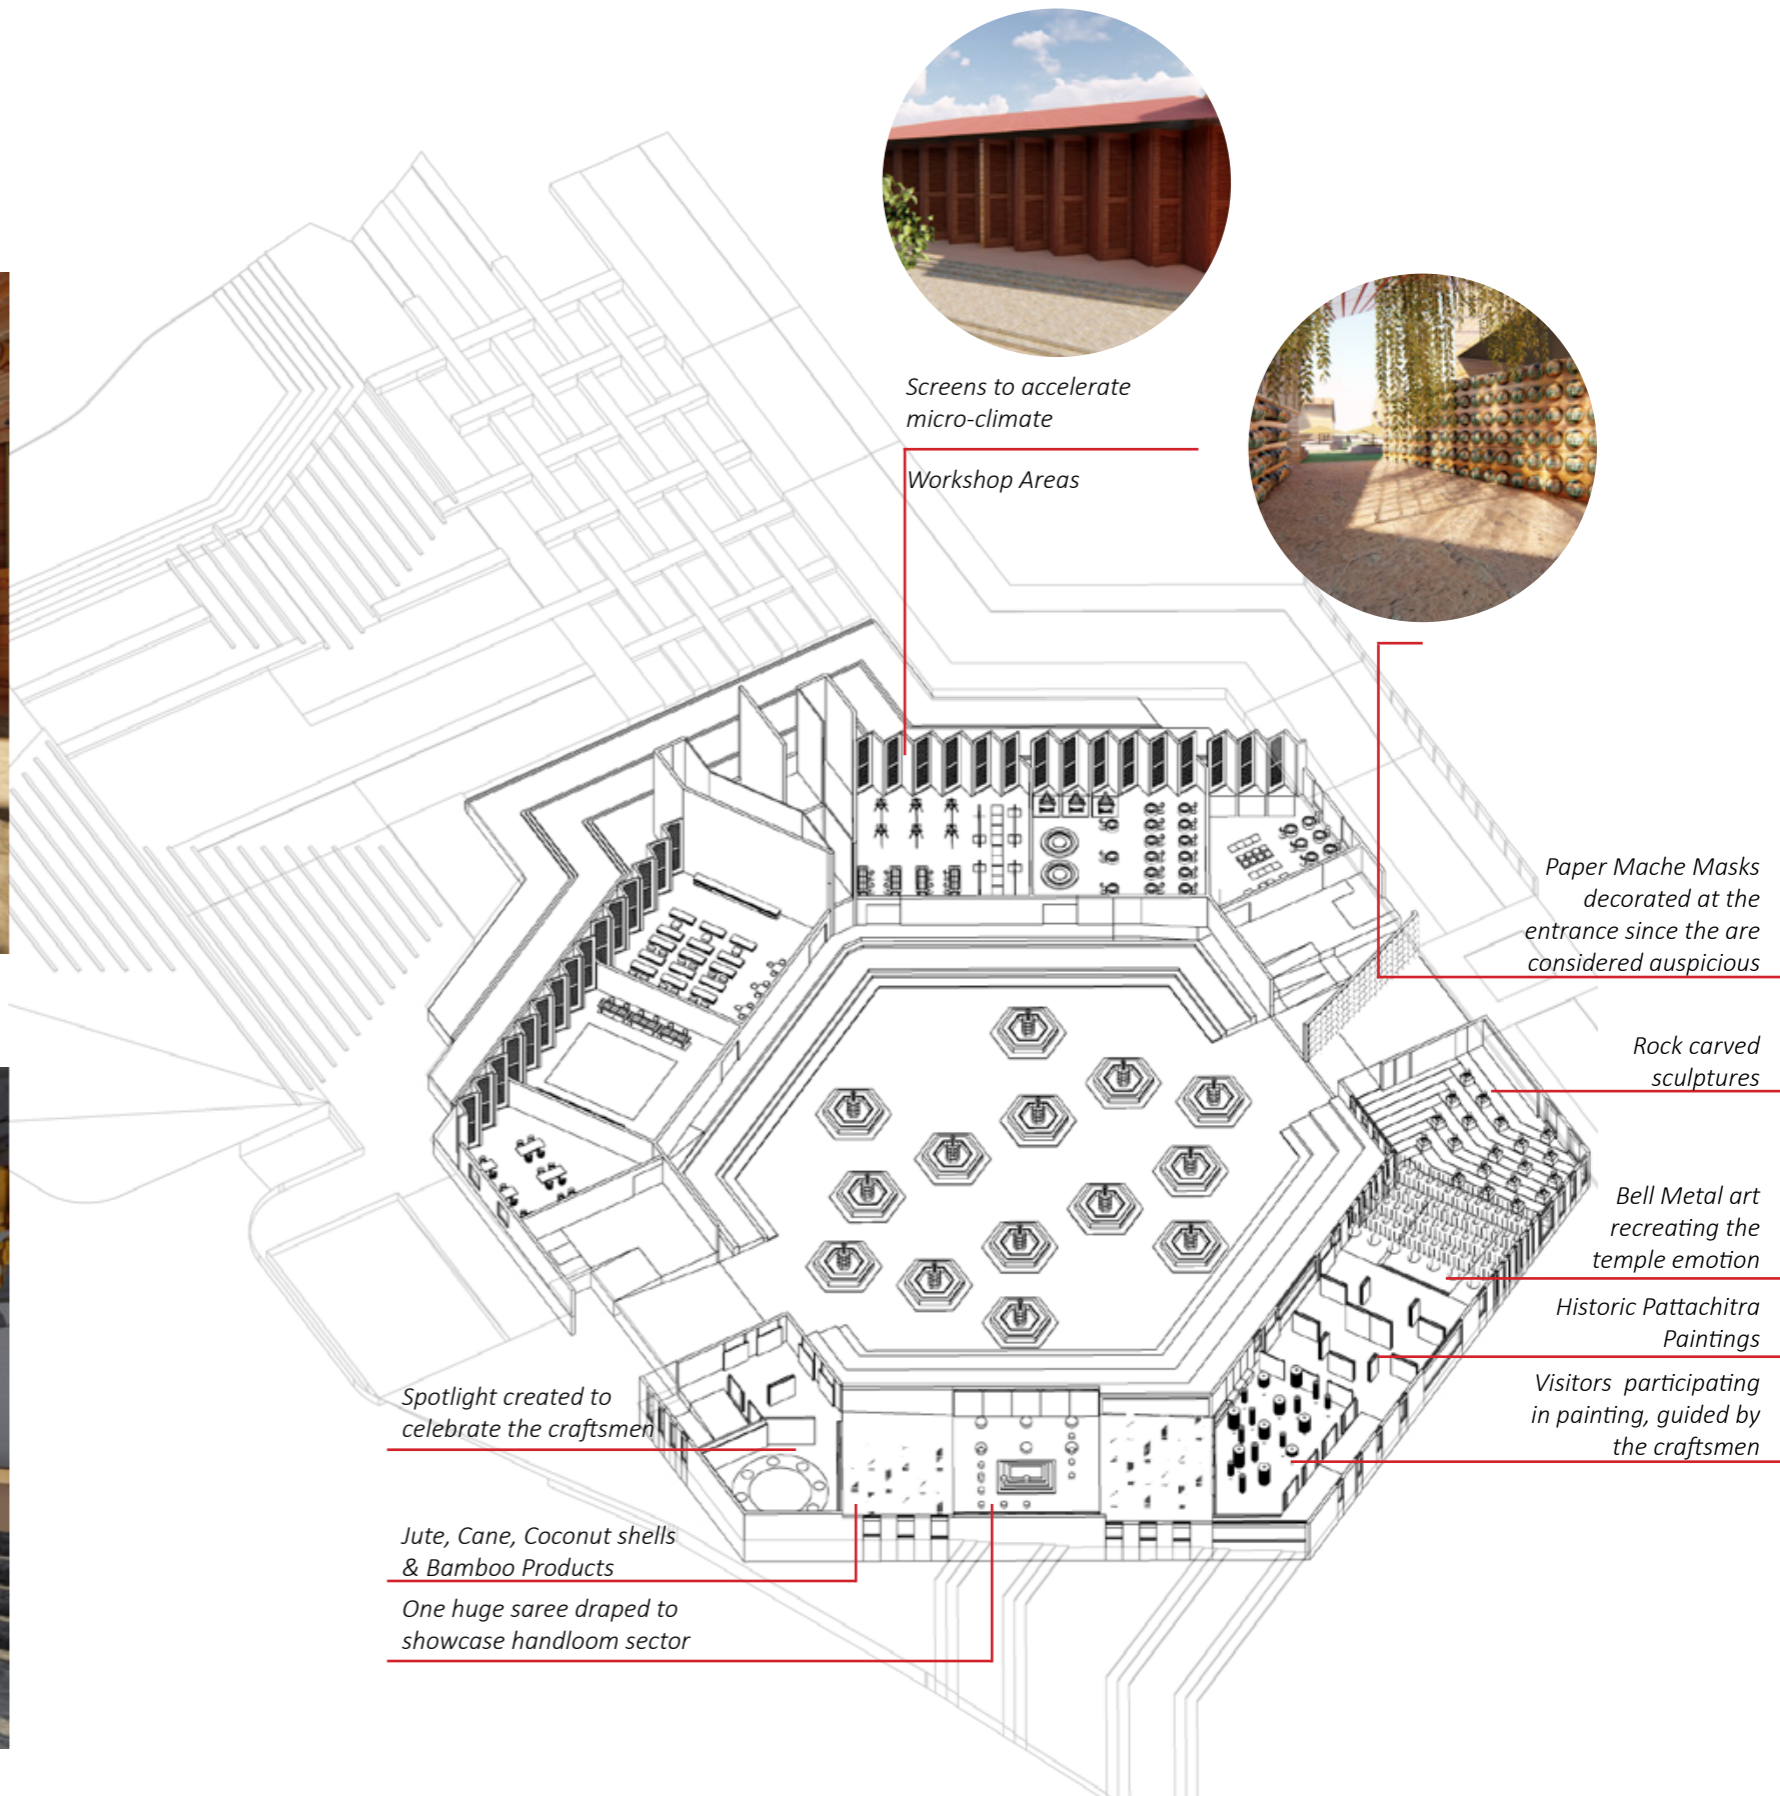 Screens to accelerate
micro-climate
Workshop Areas
Paper Mache Masks
decorated at the
entrance since the are
considered auspicious
Rock carved
sculptures
Bell Metal art
recreating the
temple emotion
Historic Pattachitra
Paintings
Visitors participating
in painting, guided by
the craftsmen
Spotlight created to
celebrate the craftsmen
Jute, Cane, Coconut shells
& Bamboo Products
One huge saree draped to
showcase handloom sector